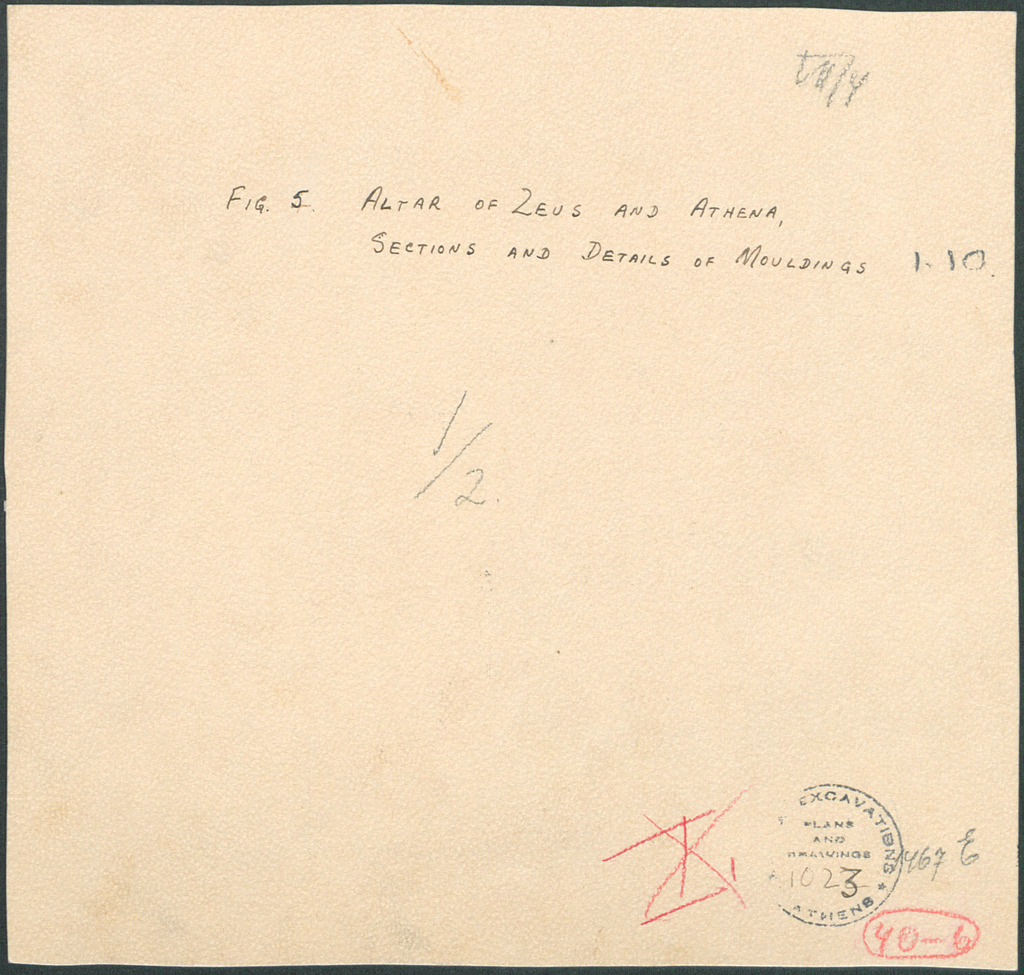 FIG. 5. ALTAR OF ZEUS AND ATHENA,
SECTIONS AND DETAILS OF MOULDINGS 1-10.
1/2.
EXCAVATIONS
PLANS
AND
DRAWINGS
1023
* ATHENS *
1467 E
40-6